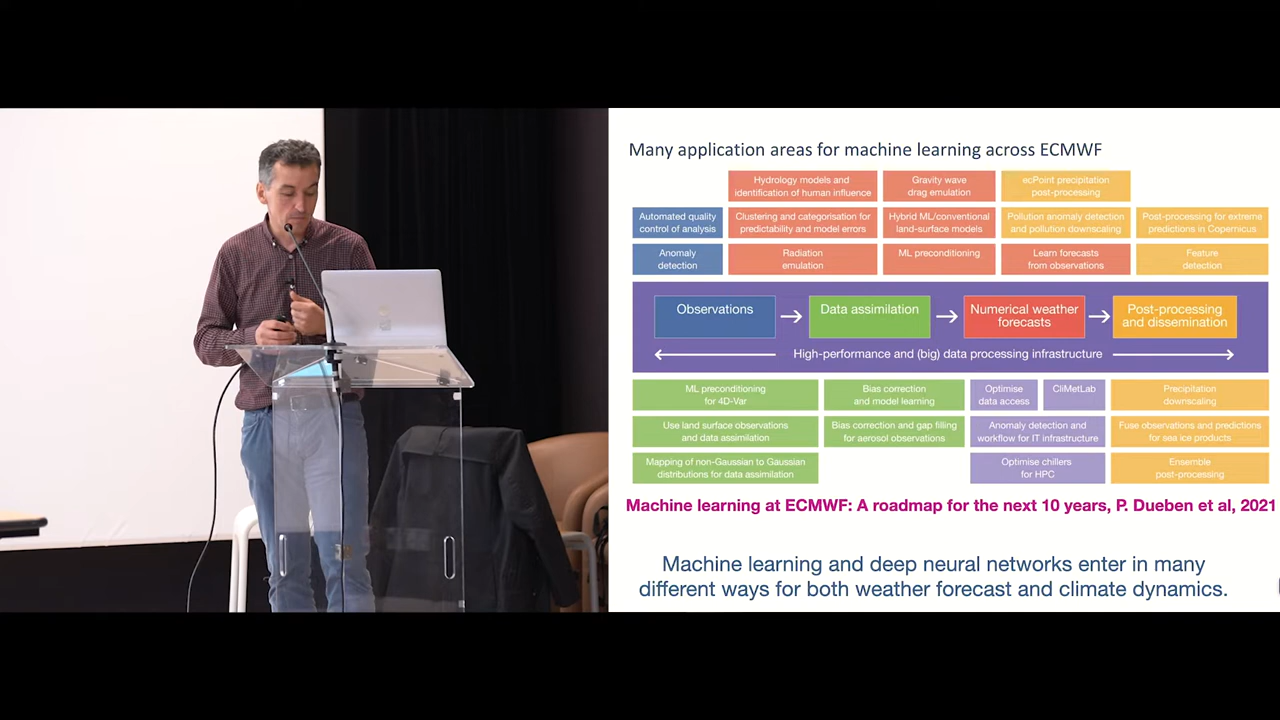 Many application areas for machine learning across ECMWF
Hydrology models and
identification of human influence
Gravity wave
drag emulation
ecPoint precipitation
post-processing
Automated quality
control of analysis
Clustering and categorisation for
predictability and model errors
Hybrid ML/conventional
land-surface models
Pollution anomaly detection
and pollution downscaling
Post-processing for extreme
predictions in Copernicus
Anomaly
detection
Radiation
emulation
ML preconditioning
Learn forecasts
from observations
Feature
detection
Observations
Data assimilation
Numerical weather
forecasts
Post-processing
and dissemination
High-performance and (big) data processing infrastructure
ML preconditioning
for 4D-Var
Bias correction
and model learning
Optimise
data access
CliMetLab
Precipitation
downscaling
Use land surface observations
and data assimilation
Bias correction and gap filling
for aerosol observations
Anomaly detection and
workflow for IT infrastructure
Fuse observations and predictions
for sea ice products
Mapping of non-Gaussian to Gaussian
distributions for data assimilation
Optimise chillers
for HPC
Ensemble
post-processing
Machine learning at ECMWF: A roadmap for the next 10 years, P. Dueben et al, 2021
Machine learning and deep neural networks enter in many
different ways for both weather forecast and climate dynamics.